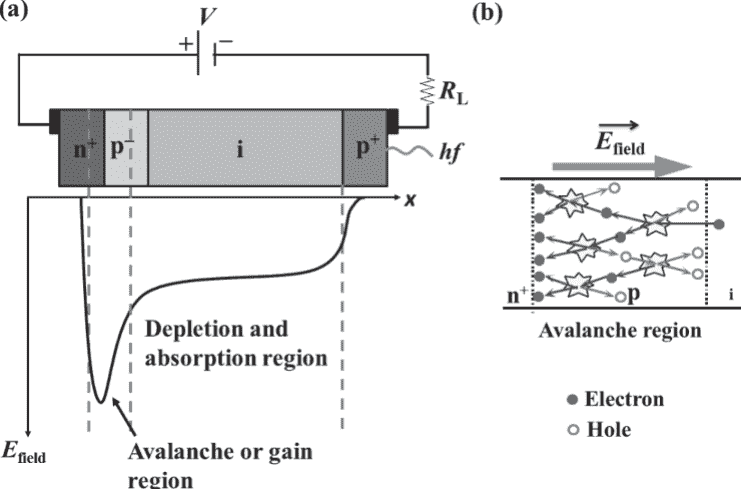 (a)
V
+ −
R_L
n⁺ p⁻ i p⁺
hf
x
Depletion and
absorption region
Avalanche or gain
region
E_field
(b)
E_field
n⁺ p i
Avalanche region
Electron
Hole